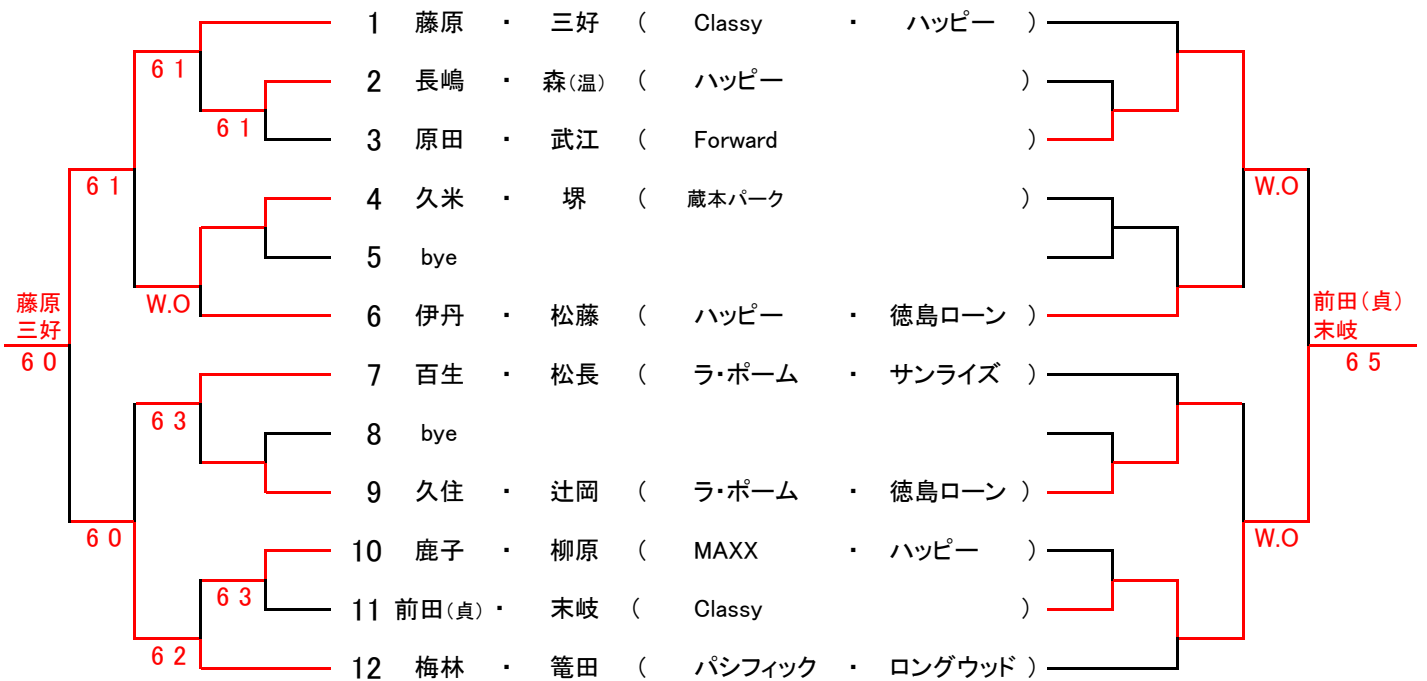 1 藤原 ・ 三好 ( Classy ・ ハッピー )
6 1
2 長嶋 ・ 森(温) ( ハッピー )
6 1
3 原田 ・ 武江 ( Forward )
6 1
W.O
4 久米 ・ 堺 ( 蔵本パーク )
5 bye
藤原
三好
6 0
W.O
6 伊丹 ・ 松藤 ( ハッピー ・ 徳島ローン )
前田(貞)
末岐
6 5
7 百生 ・ 松長 ( ラ・ポーム ・ サンライズ )
6 3
8 bye
9 久住 ・ 辻岡 ( ラ・ポーム ・ 徳島ローン )
6 0
W.O
10 鹿子 ・ 柳原 ( MAXX ・ ハッピー )
6 3
11 前田(貞) ・ 末岐 ( Classy )
6 2
12 梅林 ・ 篭田 ( パシフィック ・ ロングウッド )